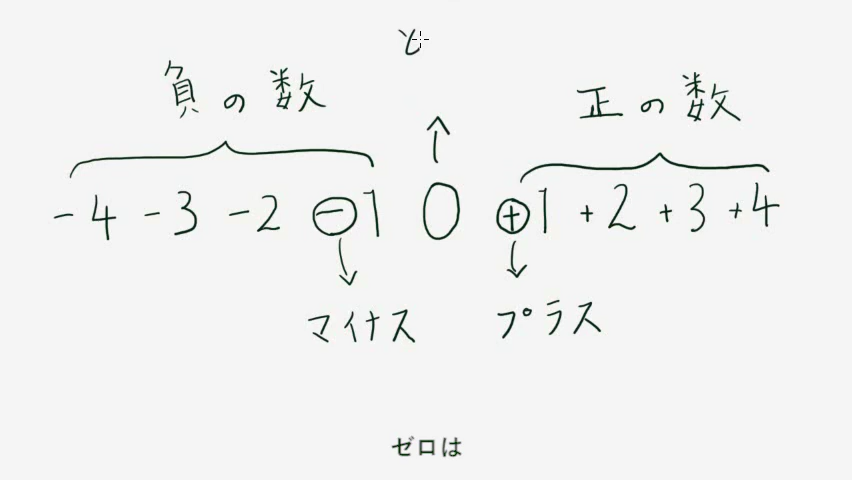 と
負の数 正の数
-4 -3 -2 -1 0 +1 +2 +3 +4
マイナス プラス
ゼロは